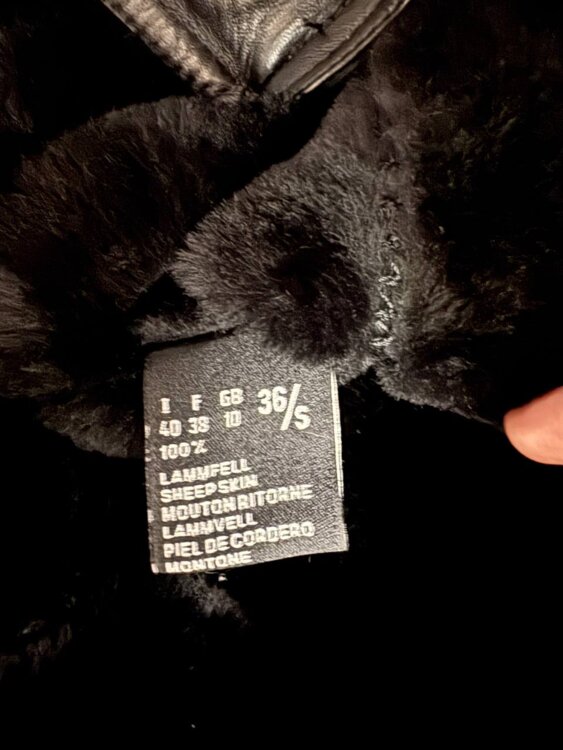 I F GB 36/S
40 38 10
100%
LAMMFELL
SHEEPSKIN
MOUTON RITORNE
LAMMVELL
PIEL DE CORDERO
MONTONE